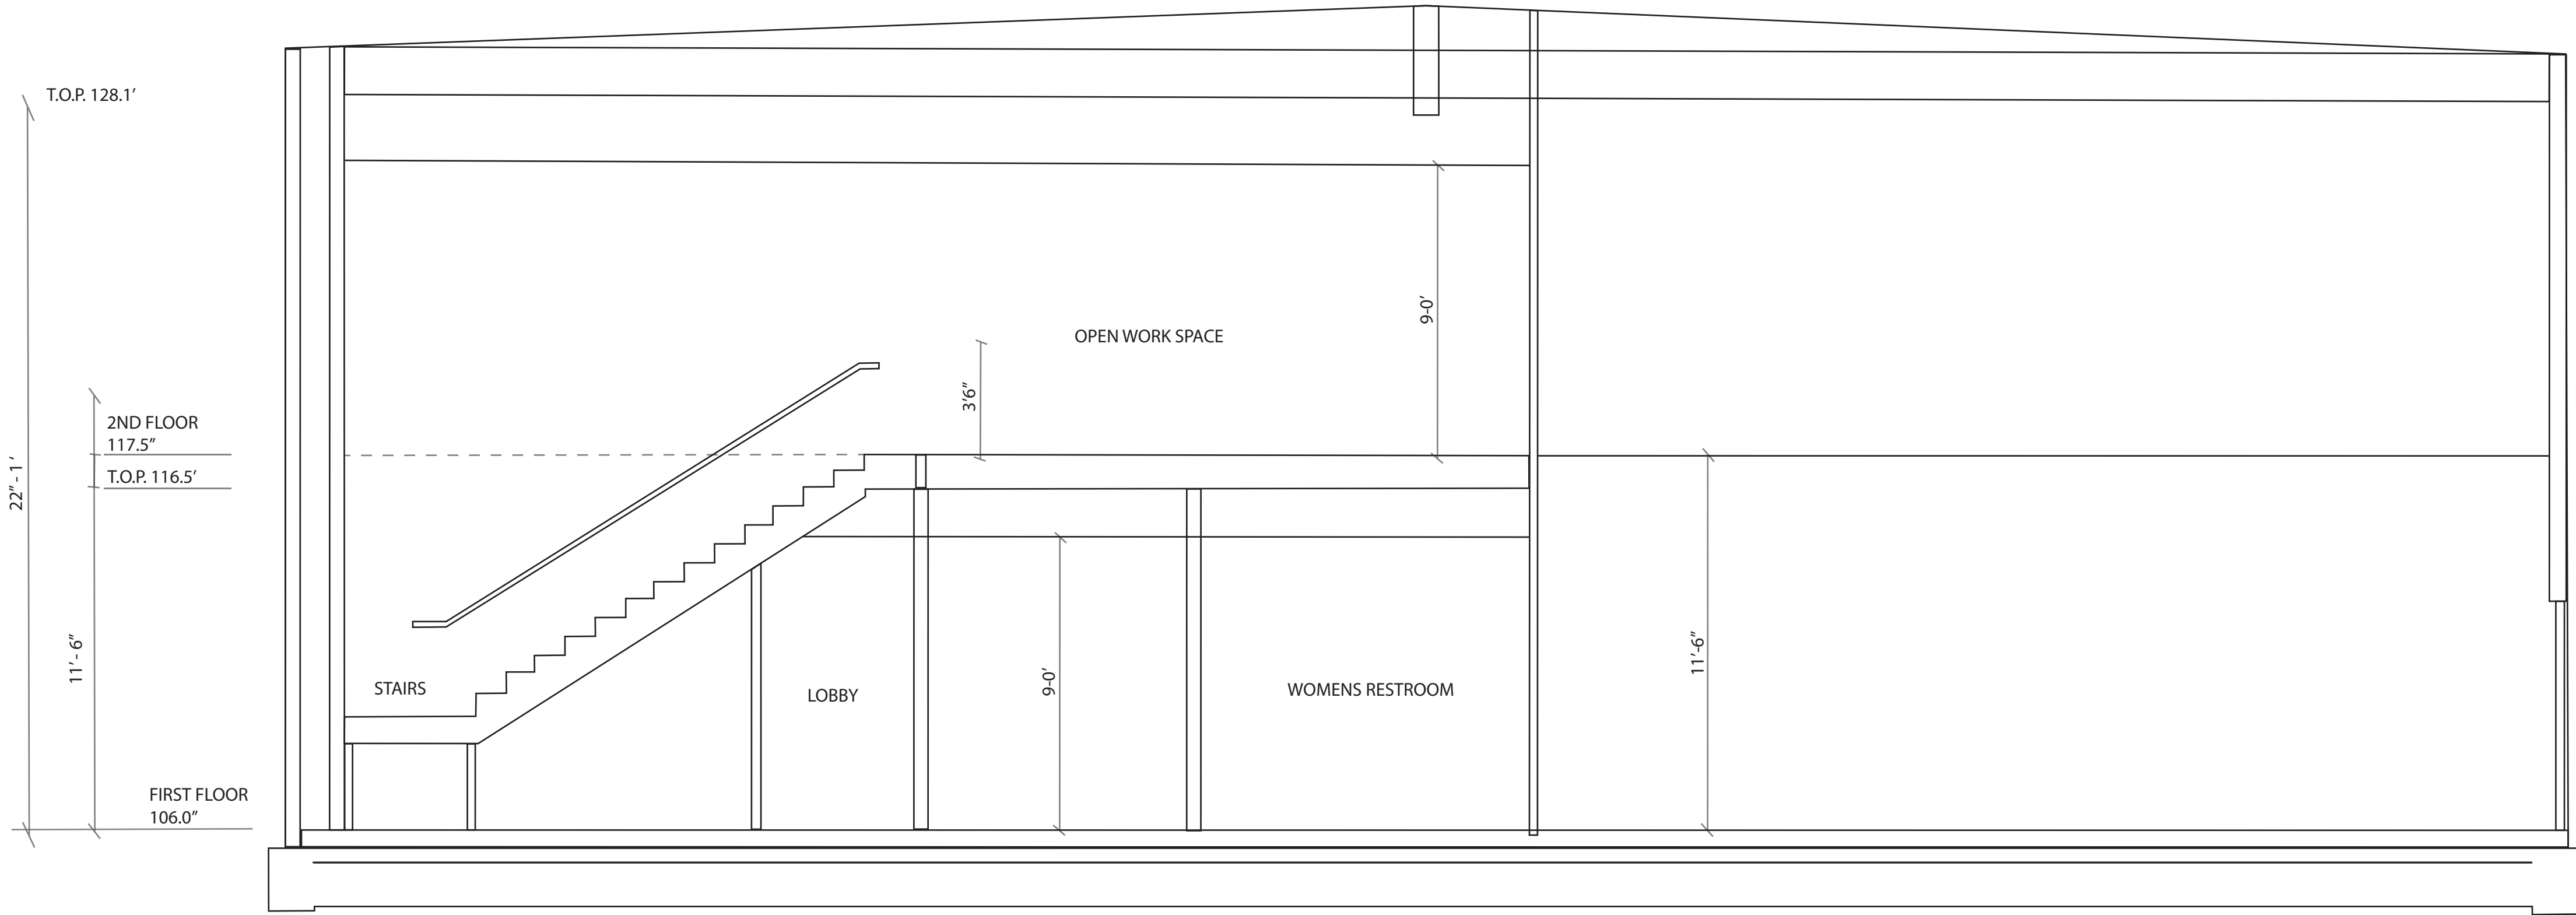 T.O.P. 128.1’
9-0’
OPEN WORK SPACE
3’6”
2ND FLOOR
117.5”
T.O.P. 116.5’
22” - 1 ’
11’ - 6”
STAIRS
LOBBY
9-0’
WOMENS RESTROOM
11’-6”
FIRST FLOOR
106.0”